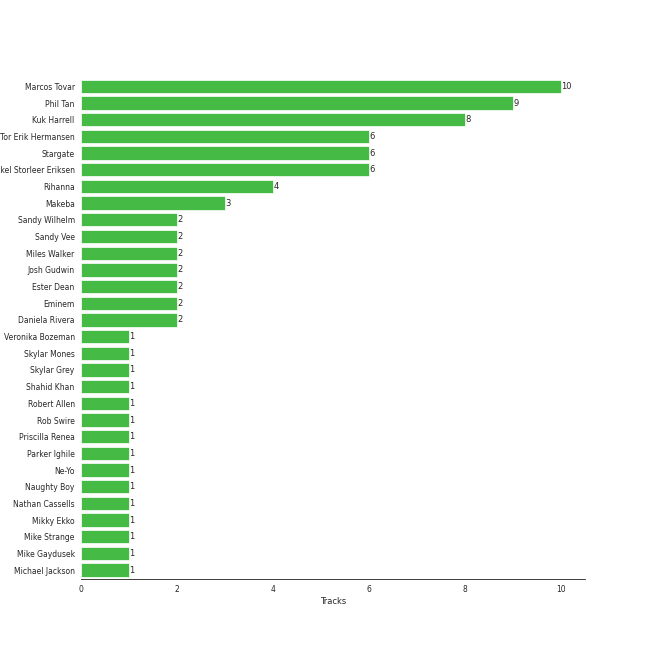 Marcos Tovar 10
Phil Tan 9
Kuk Harrell 8
Tor Erik Hermansen 6
Stargate 6
kel Storleer Eriksen 6
Rihanna 4
Makeba 3
Sandy Wilhelm 2
Sandy Vee 2
Miles Walker 2
Josh Gudwin 2
Ester Dean 2
Eminem 2
Daniela Rivera 2
Veronika Bozeman 1
Skylar Mones 1
Skylar Grey 1
Shahid Khan 1
Robert Allen 1
Rob Swire 1
Priscilla Renea 1
Parker Ighile 1
Ne-Yo 1
Naughty Boy 1
Nathan Cassells 1
Mikky Ekko 1
Mike Strange 1
Mike Gaydusek 1
Michael Jackson 1
0 2 4 6 8 10
Tracks